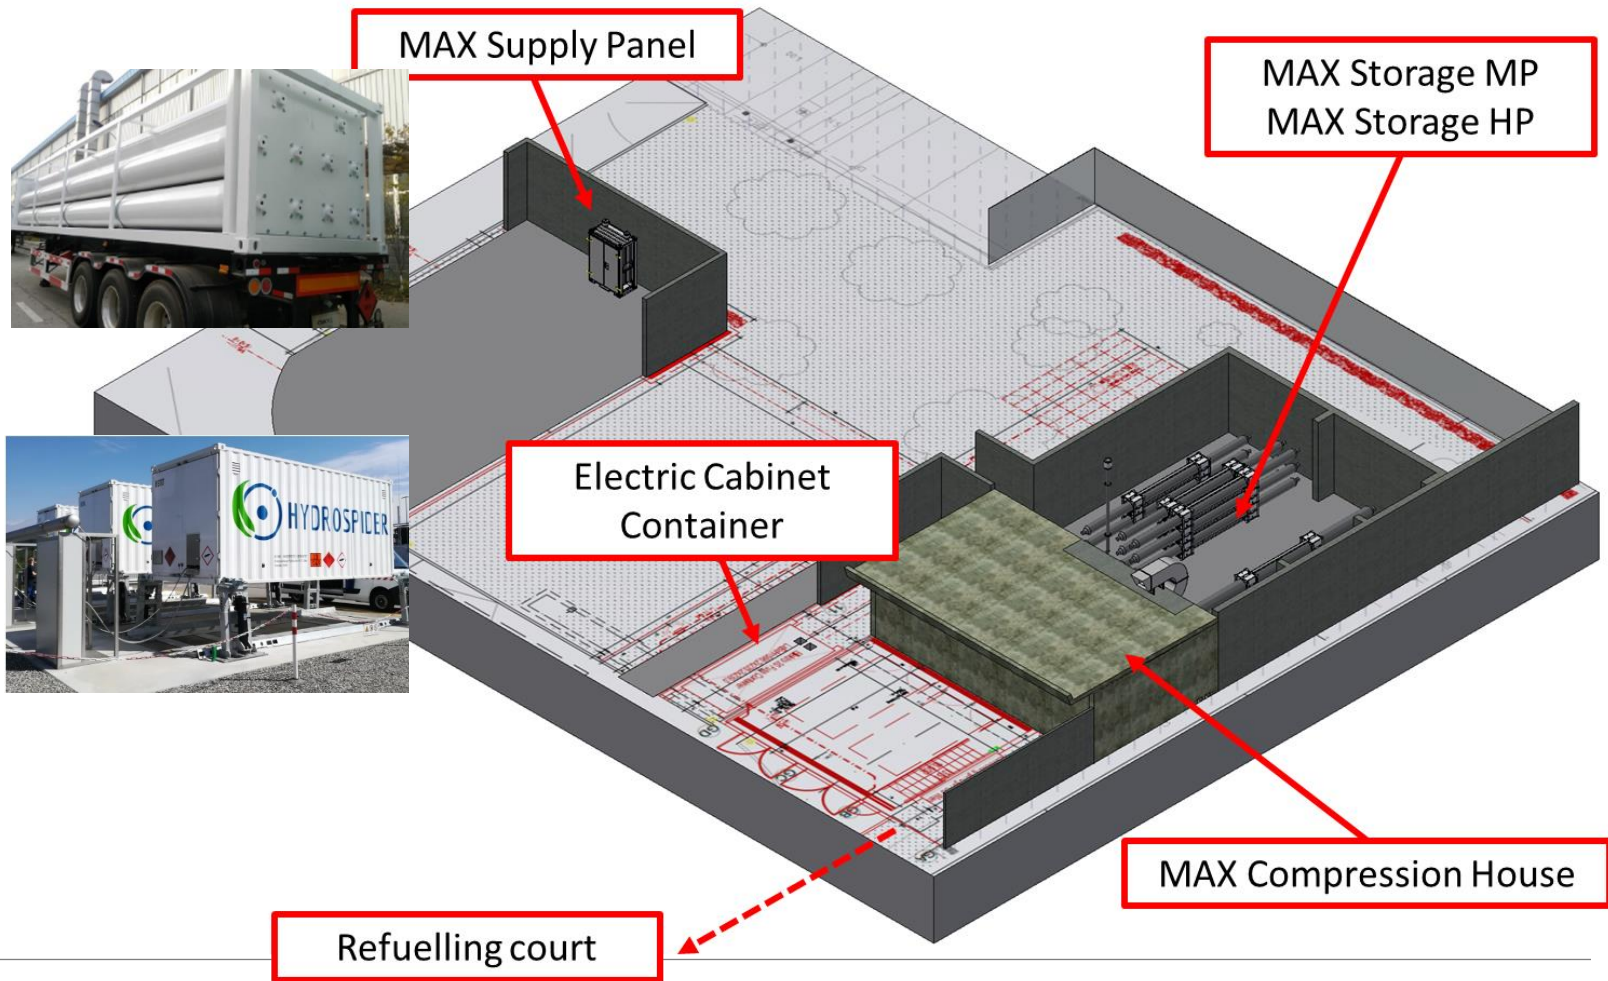 MAX Supply Panel
MAX Storage MP
MAX Storage HP
HYDROSPIDER
Electric Cabinet
Container
MAX Compression House
Refuelling court